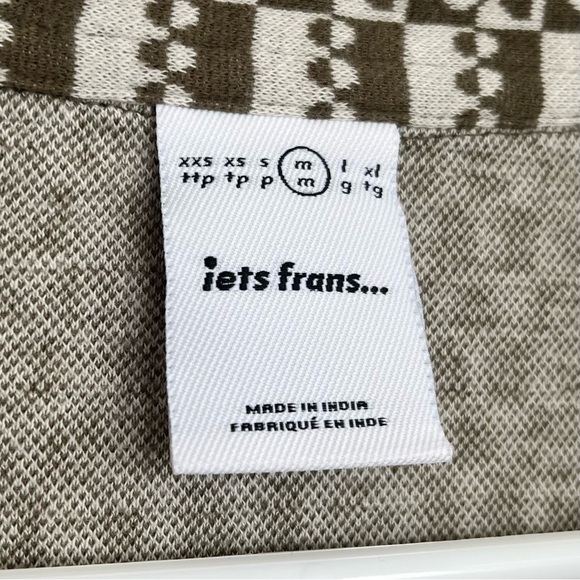 xxs xs s m l xl
ttp tp p m g tg
iets frans...
MADE IN INDIA
FABRIQUÉ EN INDE